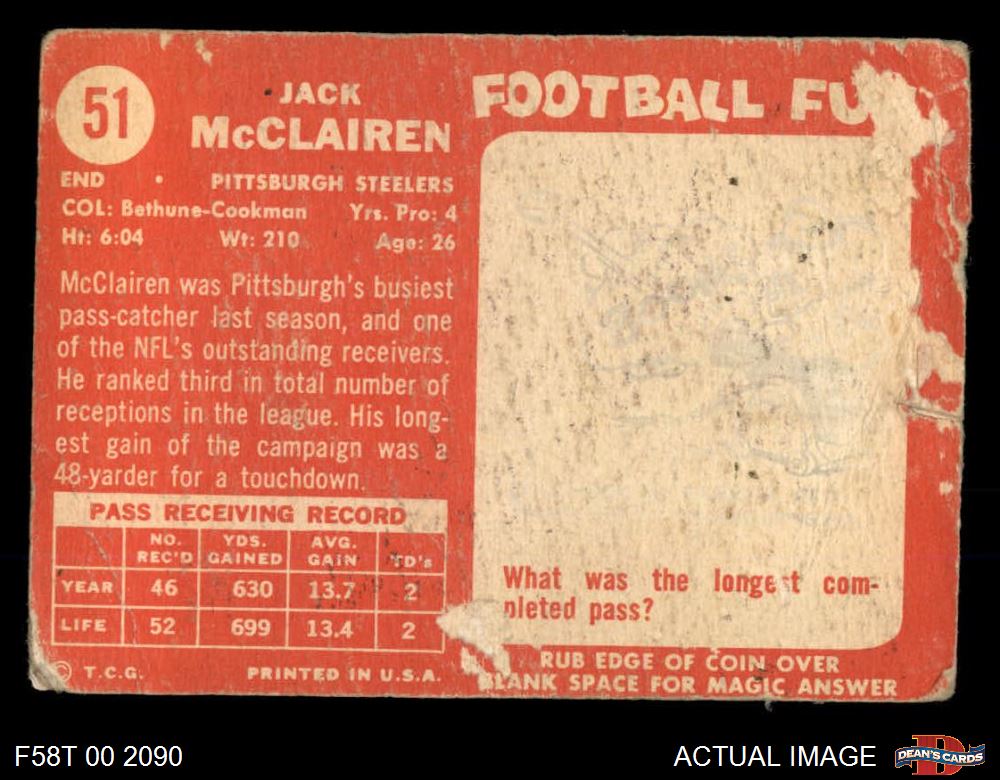 51
JACK
McCLAIREN
END • PITTSBURGH STEELERS
COL: Bethune-Cookman Yrs. Pro: 4
Ht: 6:04 Wt: 210 Age: 26
McClairen was Pittsburgh's busiest
pass-catcher last season, and one
of the NFL's outstanding receivers.
He ranked third in total number of
receptions in the league. His long-
est gain of the campaign was a
48-yarder for a touchdown.
PASS RECEIVING RECORD
NO. REC'D YDS. GAINED AVG. GAIN TD's
YEAR 46 630 13.7 2
LIFE 52 699 13.4 2
© T.C.G. PRINTED IN U.S.A.
FOOTBALL FU
What was the longest com-
pleted pass?
RUB EDGE OF COIN OVER
BLANK SPACE FOR MAGIC ANSWER
F58T 00 2090
ACTUAL IMAGE
DEAN'S CARDS